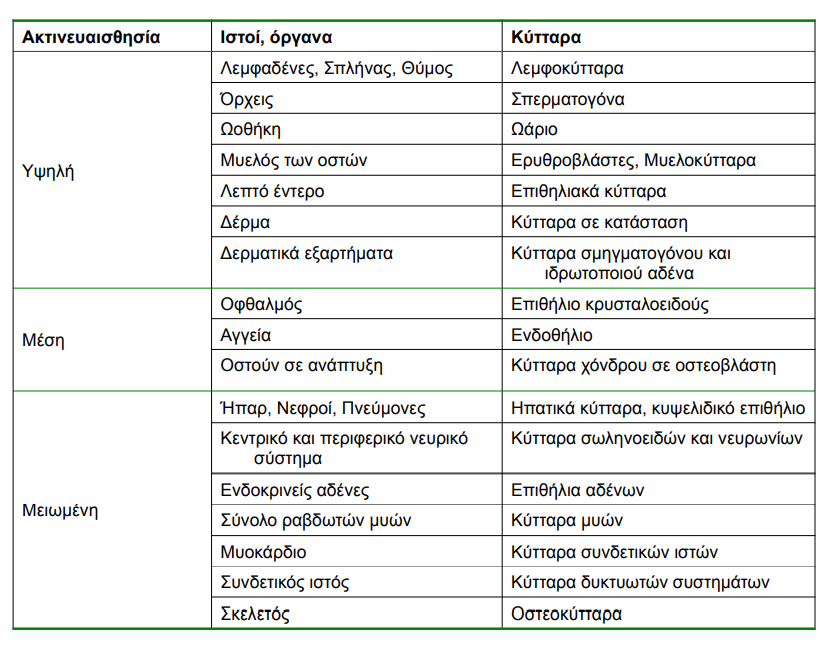 Ακτινευαισθησία Ιστοί, όργανα Κύτταρα
Υψηλή
Λεμφαδένες, Σπλήνας, Θύμος Λεμφοκύτταρα
Όρχεις Σπερματογόνα
Ωοθήκη Ωάριο
Μυελός των οστών Ερυθροβλάστες, Μυελοκύτταρα
Λεπτό έντερο Επιθηλιακά κύτταρα
Δέρμα Κύτταρα σε κατάσταση
Δερματικά εξαρτήματα Κύτταρα σμηγματογόνου και
ιδρωτοποιού αδένα
Μέση
Οφθαλμός Επιθήλιο κρυσταλοειδούς
Αγγεία Ενδοθήλιο
Οστούν σε ανάπτυξη Κύτταρα χόνδρου σε οστεοβλάστη
Μειωμένη
Ήπαρ, Νεφροί, Πνεύμονες Ηπατικά κύτταρα, κυψελιδικό επιθήλιο
Κεντρικό και περιφερικό νευρικό Κύτταρα σωληνοειδών και νευρωνίων
σύστημα
Ενδοκρινείς αδένες Επιθήλια αδένων
Σύνολο ραβδωτών μυών Κύτταρα μυών
Μυοκάρδιο Κύτταρα συνδετικών ιστών
Συνδετικός ιστός Κύτταρα δυκτυωτών συστημάτων
Σκελετός Οστεοκύτταρα